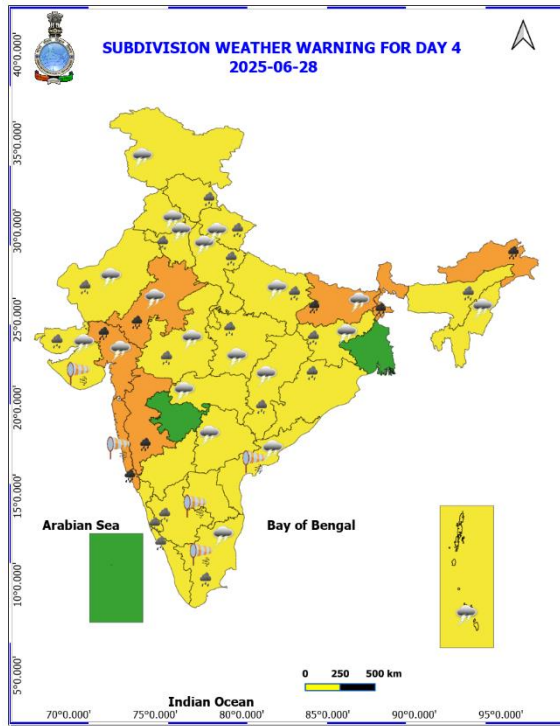 SUBDIVISION WEATHER WARNING FOR DAY 4
2025-06-28
40°0.000'
35°0.000'
30°0.000'
25°0.000'
20°0.000'
15°0.000'
10°0.000'
5°0.000'
Arabian Sea
Bay of Bengal
0 250 500 km
Indian Ocean
70°0.000' 75°0.000' 80°0.000' 85°0.000' 90°0.000' 95°0.000'